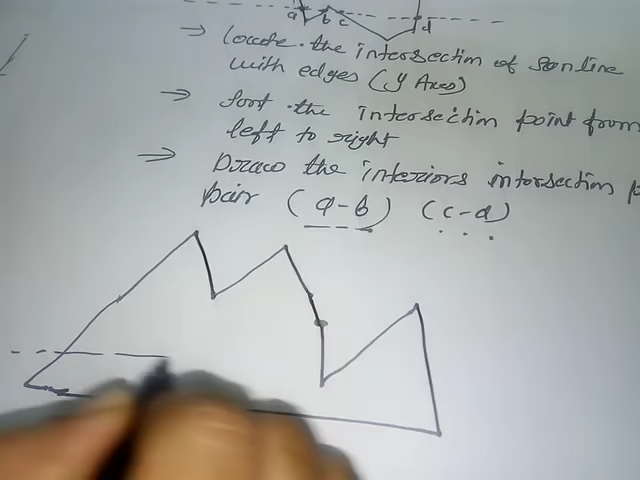 a b c d
⇒ locate the intersection of scanline
with edges (Y Axes)
⇒ Sort the intersection point from
left to right
⇒ Draw the interiors intersection p
pair (a-b) (c-d)